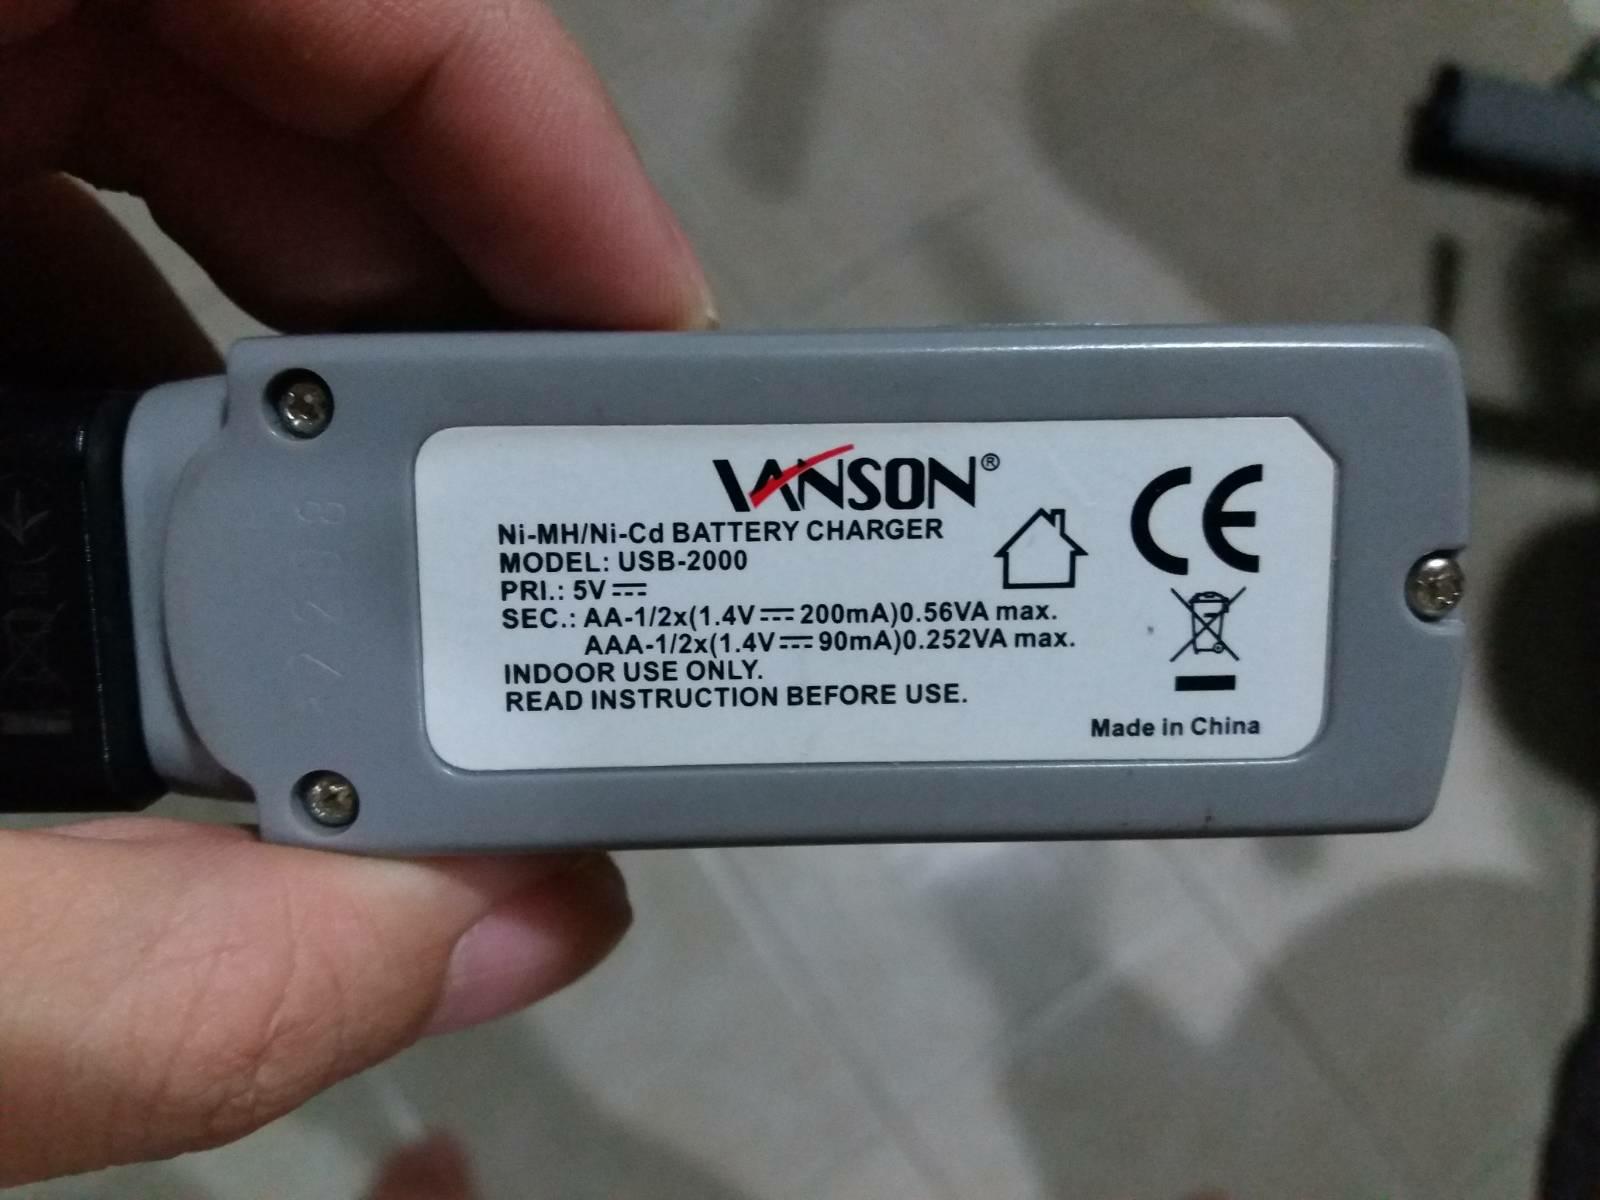 VANSON®
Ni-MH/Ni-Cd BATTERY CHARGER
MODEL: USB-2000
PRI.: 5V⎓
SEC.: AA-1/2x(1.4V⎓200mA)0.56VA max.
AAA-1/2x(1.4V⎓90mA)0.252VA max.
INDOOR USE ONLY.
READ INSTRUCTION BEFORE USE.
CE
Made in China